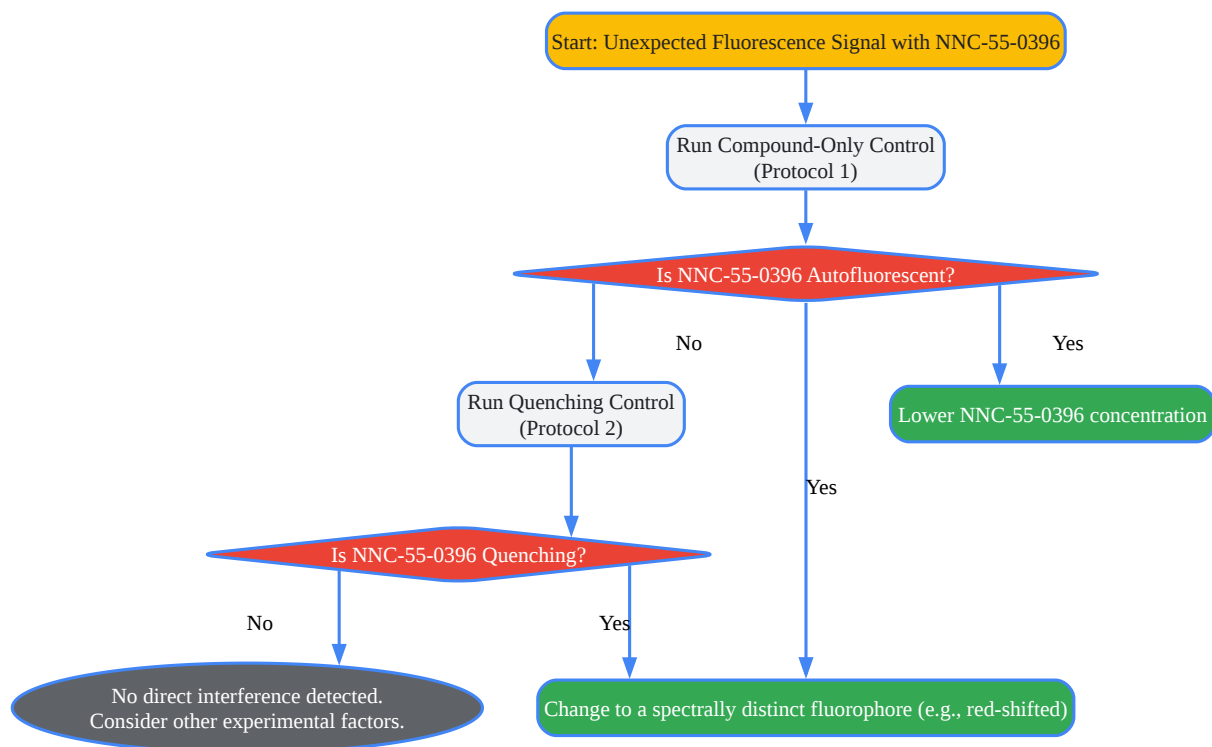 Start: Unexpected Fluorescence Signal with NNC-55-0396
Run Compound-Only Control
(Protocol 1)
Is NNC-55-0396 Autofluorescent?
No
Yes
Run Quenching Control
(Protocol 2)
Lower NNC-55-0396 concentration
Yes
Is NNC-55-0396 Quenching?
No
Yes
No direct interference detected.
Consider other experimental factors.
Change to a spectrally distinct fluorophore (e.g., red-shifted)